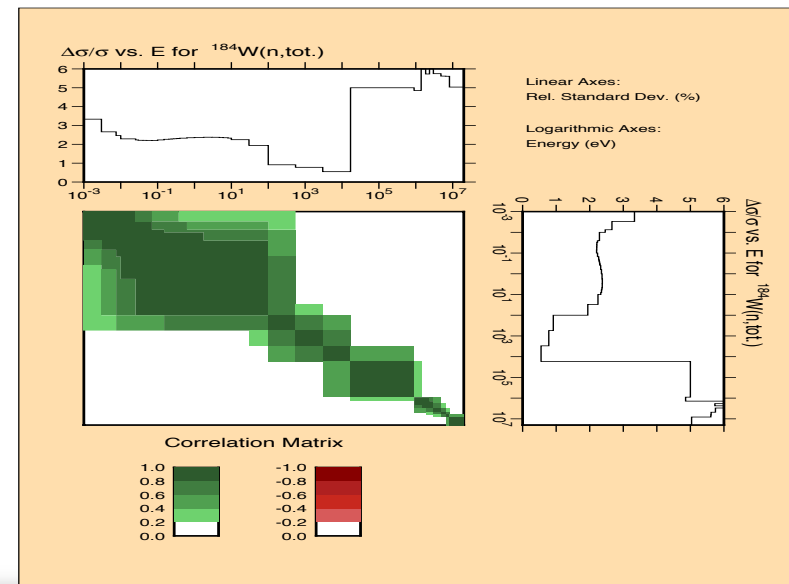 Δσ/σ vs. E for ¹⁸⁴W(n,tot.)
6
5
4
3
2
1
0
10⁻³ 10⁻¹ 10¹ 10³ 10⁵ 10⁷
Linear Axes:
Rel. Standard Dev. (%)
Logarithmic Axes:
Energy (eV)
0 1 2 3 4 5 6
10⁻³
10⁻¹
10¹
10³
10⁵
10⁷
Δσ/σ vs. E for ¹⁸⁴W(n,tot.)
Correlation Matrix
1.0
0.8
0.6
0.4
0.2
0.0
-1.0
-0.8
-0.6
-0.4
-0.2
0.0